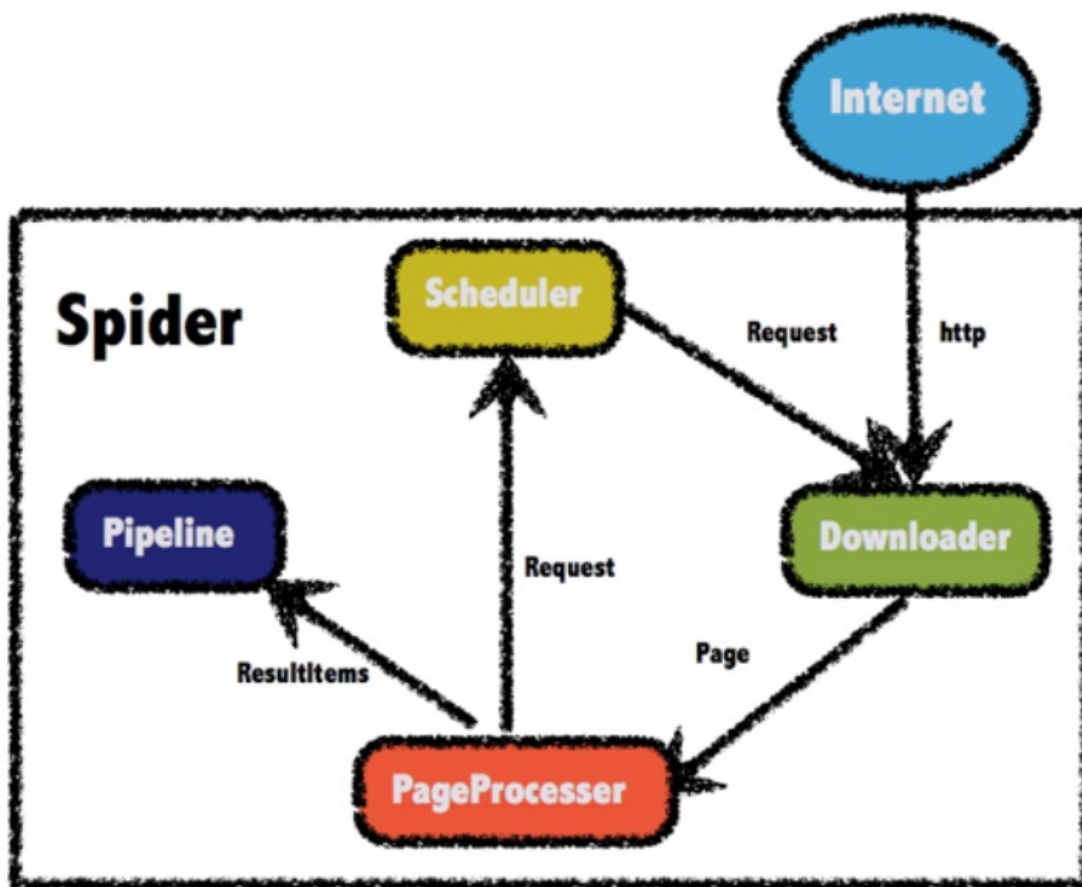 Internet
Scheduler
Spider
Request
http
Pipeline
Downloader
Request
Page
ResultItems
PageProcesser